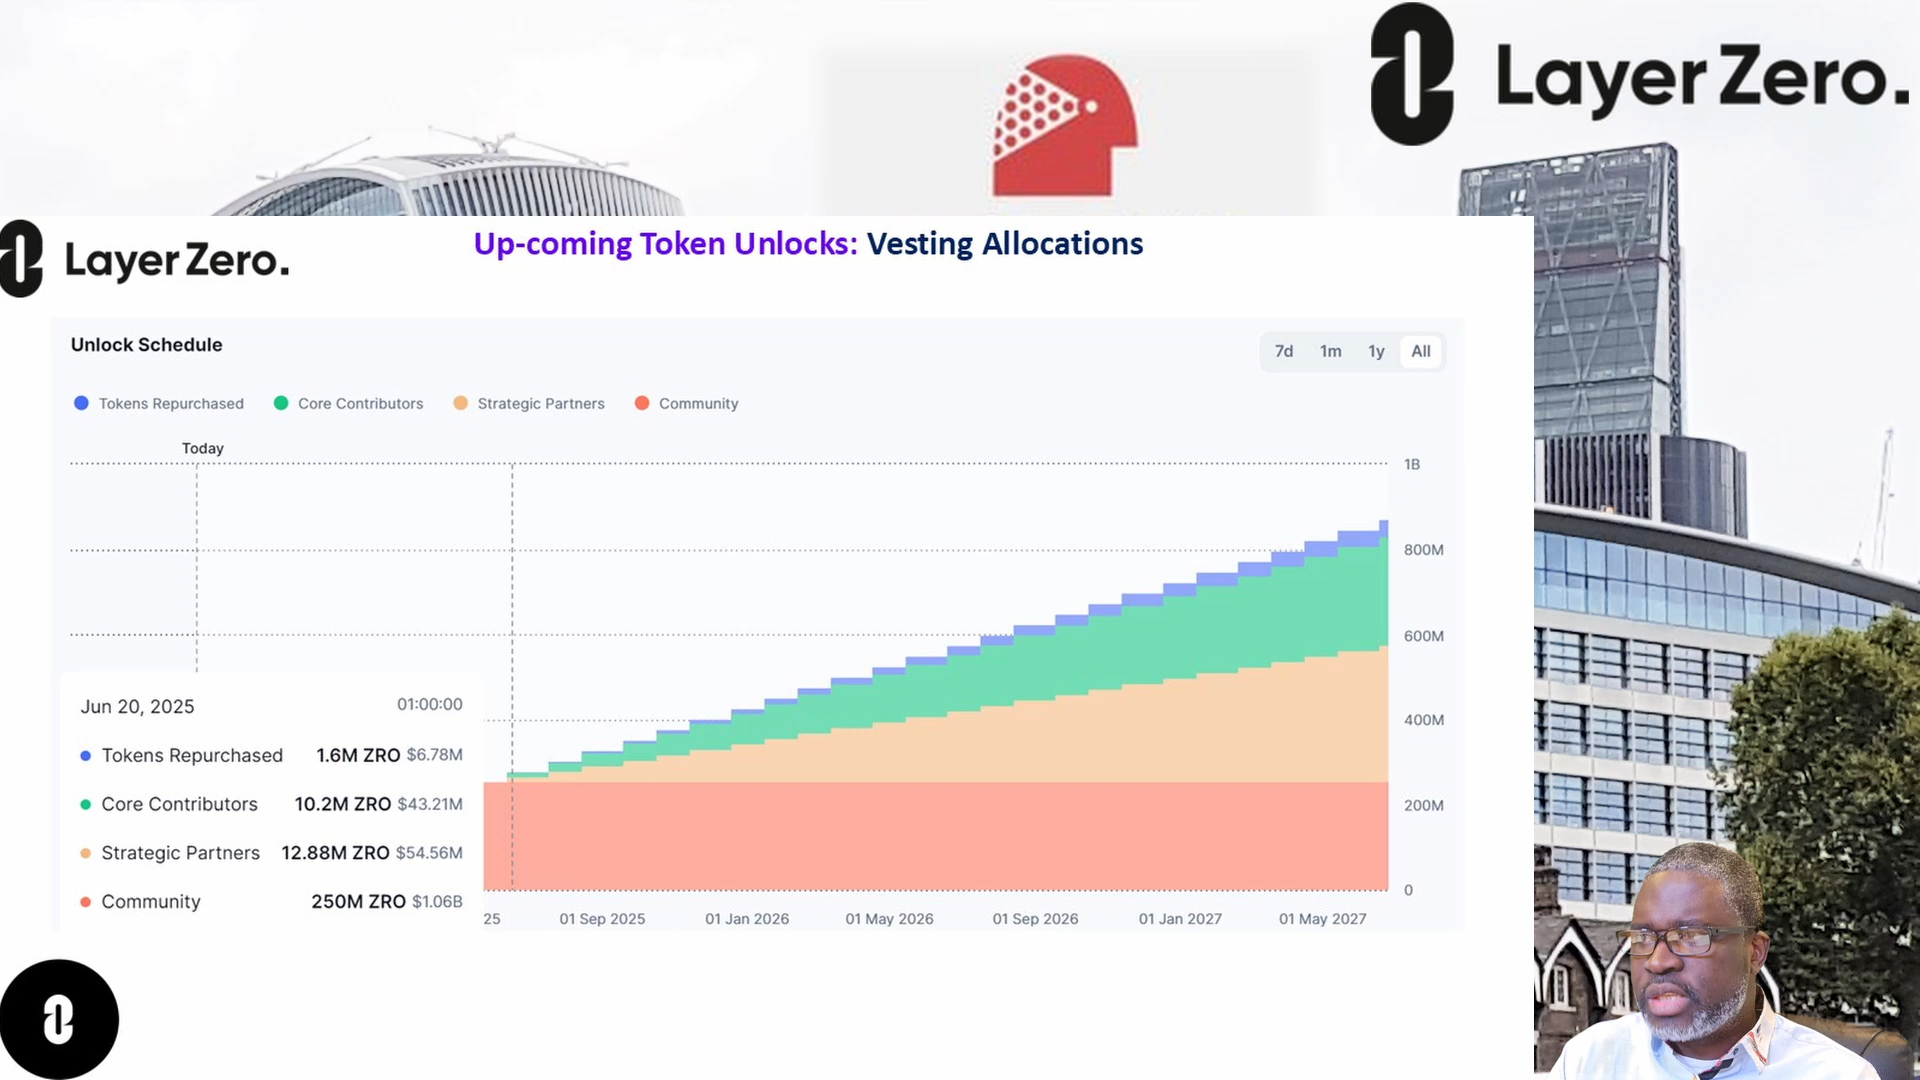 LayerZero.
LayerZero.
Up-coming Token Unlocks: Vesting Allocations
Unlock Schedule
7d 1m 1y All
Tokens Repurchased Core Contributors Strategic Partners Community
Today
1B
800M
600M
400M
200M
0
Jun 20, 2025 01:00:00
Tokens Repurchased 1.6M ZRO $6.78M
Core Contributors 10.2M ZRO $43.21M
Strategic Partners 12.88M ZRO $54.56M
Community 250M ZRO $1.06B
25 01 Sep 2025 01 Jan 2026 01 May 2026 01 Sep 2026 01 Jan 2027 01 May 2027